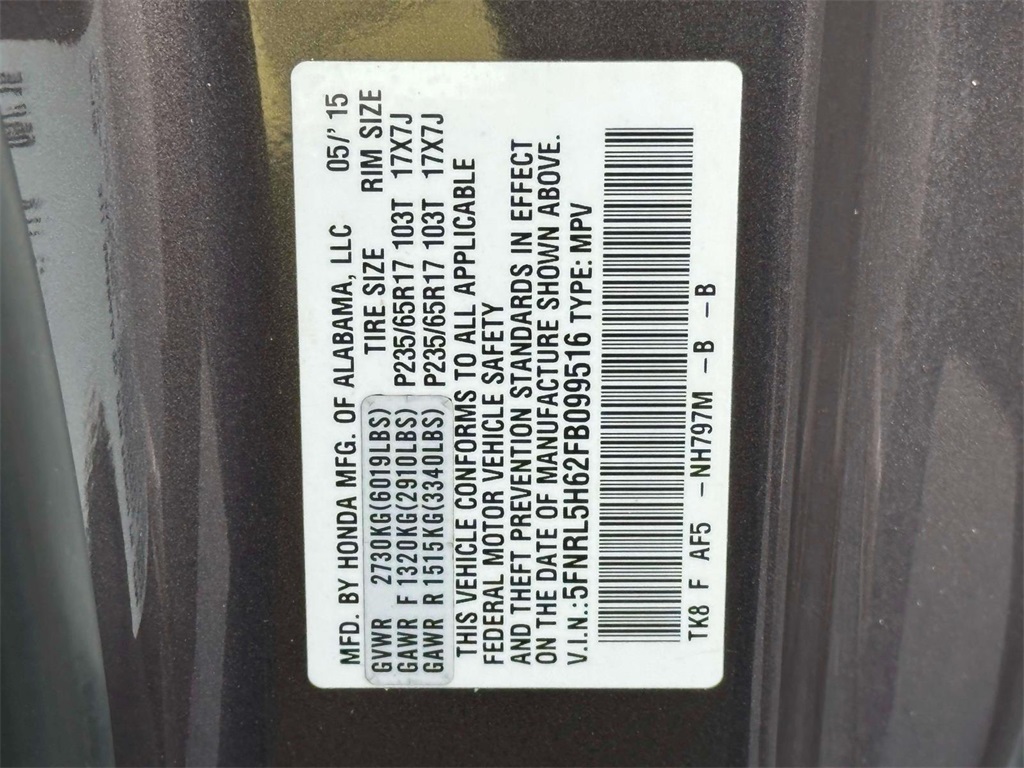 MFD. BY HONDA MFG. OF ALABAMA, LLC 05/' 15
TIRE SIZE RIM SIZE
GVWR 2730KG(6019LBS)
GAWR F 1320KG(2910LBS) P235/65R17 103T 17X7J
GAWR R 1515KG(3340LBS) P235/65R17 103T 17X7J
THIS VEHICLE CONFORMS TO ALL APPLICABLE
FEDERAL MOTOR VEHICLE SAFETY
AND THEFT PREVENTION STANDARDS IN EFFECT
ON THE DATE OF MANUFACTURE SHOWN ABOVE.
V.I.N.:5FNRL5H62FB099516 TYPE: MPV
TK8 F AF5 -NH797M -B -B